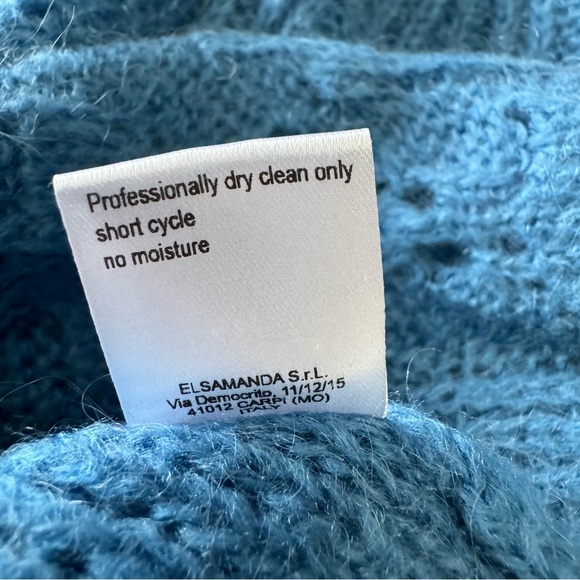 Professionally dry clean only
short cycle
no moisture
ELSAMANDA S.r.L.
Via Democrito, 11/12/15
41012 CARPI (MO)
ITALY